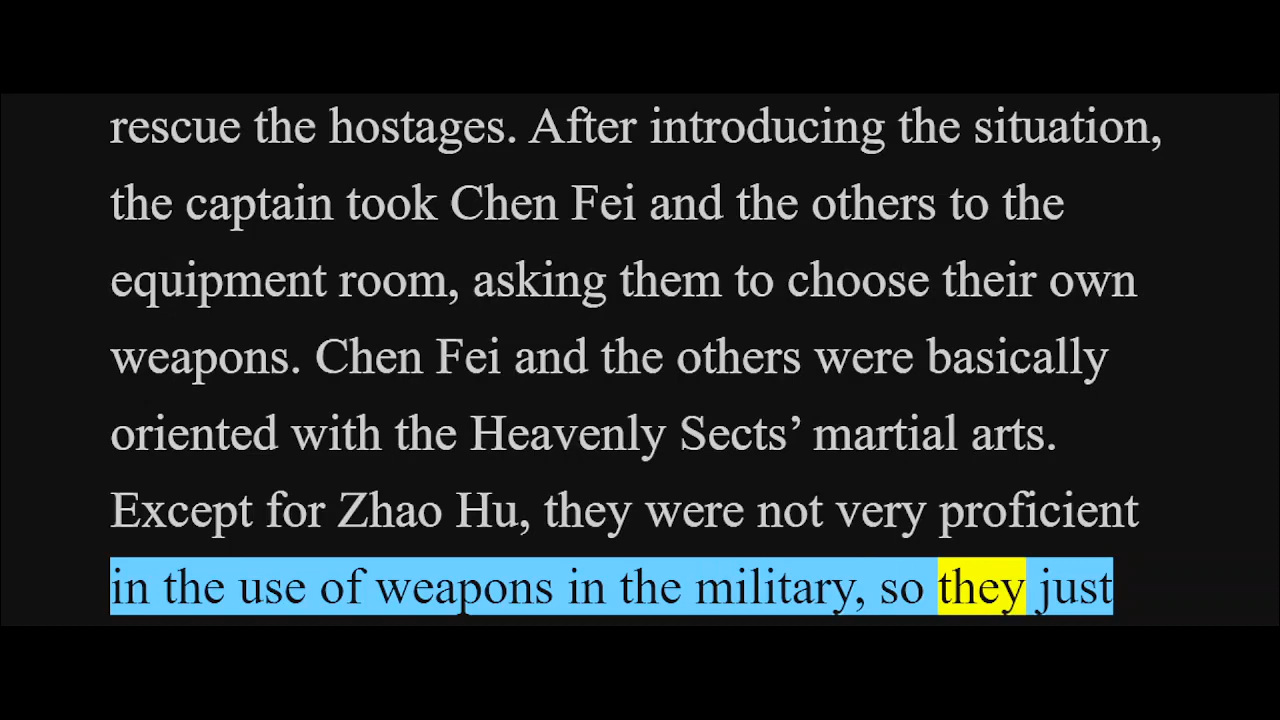 rescue the hostages. After introducing the situation,
the captain took Chen Fei and the others to the
equipment room, asking them to choose their own
weapons. Chen Fei and the others were basically
oriented with the Heavenly Sects’ martial arts.
Except for Zhao Hu, they were not very proficient
in the use of weapons in the military, so they just